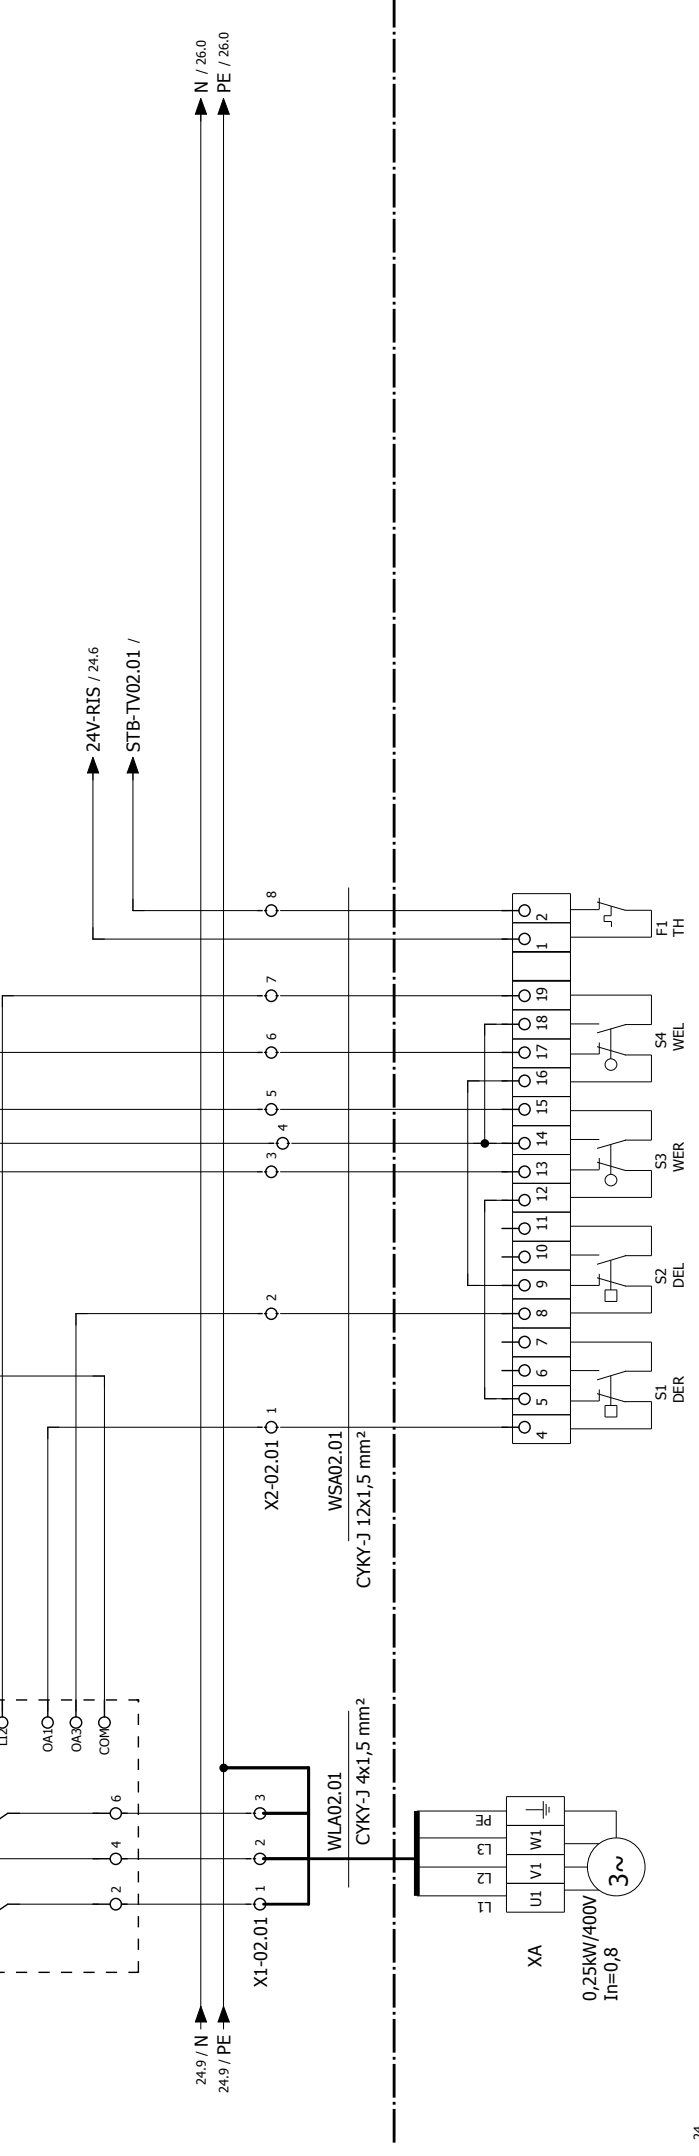 N / 26.0
PE / 26.0
24V-RIS / 24.6
STB-TV02.01 /
8
7
6
5
4
3
2
1
X2-02.01
WSA02.01
CYKY-J 12x1,5 mm²
2
1
19
18
17
16
15
14
13
12
11
10
9
8
7
6
5
4
F1
TH
S4
WEL
S3
WER
S2
DEL
S1
DER
OA1
OA3
COM
6
4
2
3
2
1
X1-02.01
WLA02.01
CYKY-J 4x1,5 mm²
PE
L3
L2
L1
W1
V1
U1
3~
XA
0,25kW/400V
In=0,8
24.9 / N
24.9 / PE
24